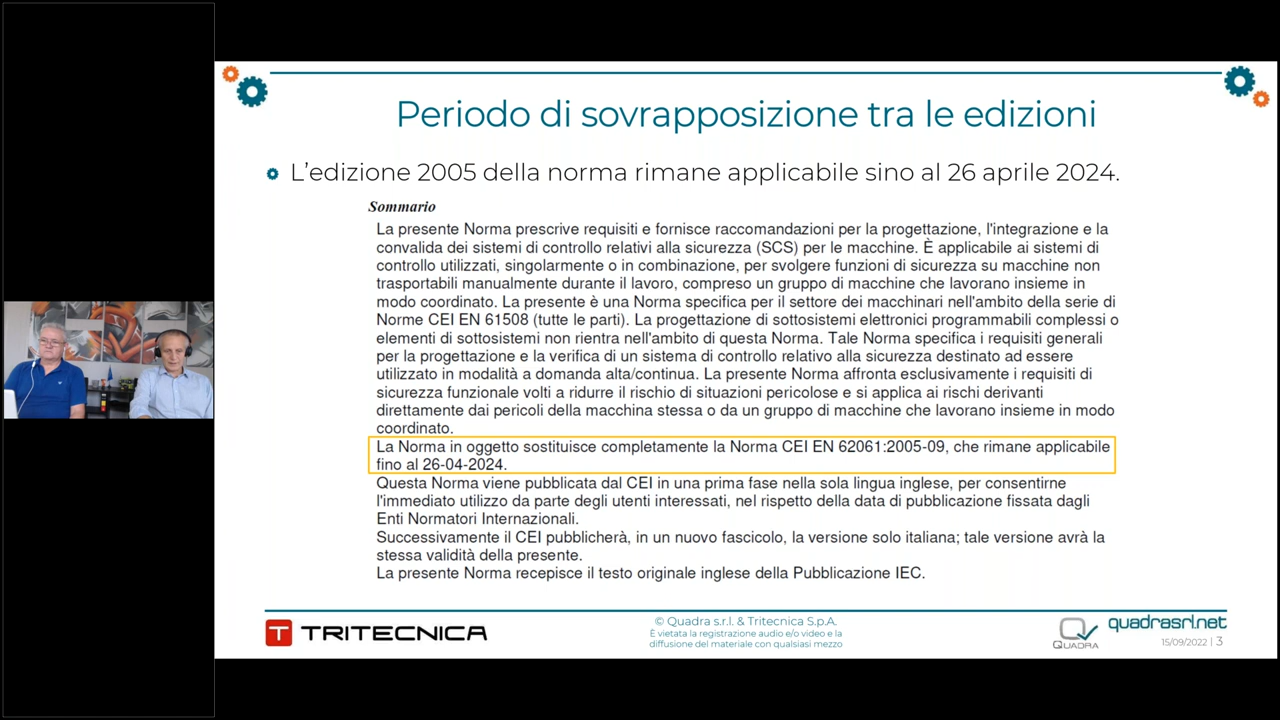 Periodo di sovrapposizione tra le edizioni
L'edizione 2005 della norma rimane applicabile sino al 26 aprile 2024.
Sommario
La presente Norma prescrive requisiti e fornisce raccomandazioni per la progettazione, l'integrazione e la
convalida dei sistemi di controllo relativi alla sicurezza (SCS) per le macchine. È applicabile ai sistemi di
controllo utilizzati, singolarmente o in combinazione, per svolgere funzioni di sicurezza su macchine non
trasportabili manualmente durante il lavoro, compreso un gruppo di macchine che lavorano insieme in
modo coordinato. La presente è una Norma specifica per il settore dei macchinari nell'ambito della serie di
Norme CEI EN 61508 (tutte le parti). La progettazione di sottosistemi elettronici programmabili complessi o
elementi di sottosistemi non rientra nell'ambito di questa Norma. Tale Norma specifica i requisiti generali
per la progettazione e la verifica di un sistema di controllo relativo alla sicurezza destinato ad essere
utilizzato in modalità a domanda alta/continua. La presente Norma affronta esclusivamente i requisiti di
sicurezza funzionale volti a ridurre il rischio di situazioni pericolose e si applica ai rischi derivanti
direttamente dai pericoli della macchina stessa o da un gruppo di macchine che lavorano insieme in modo
coordinato.
La Norma in oggetto sostituisce completamente la Norma CEI EN 62061:2005-09, che rimane applicabile
fino al 26-04-2024.
Questa Norma viene pubblicata dal CEI in una prima fase nella sola lingua inglese, per consentirne
l'immediato utilizzo da parte degli utenti interessati, nel rispetto della data di pubblicazione fissata dagli
Enti Normatori Internazionali.
Successivamente il CEI pubblicherà, in un nuovo fascicolo, la versione solo italiana; tale versione avrà la
stessa validità della presente.
La presente Norma recepisce il testo originale inglese della Pubblicazione IEC.
TRITECNICA
© Quadra s.r.l. & Tritecnica S.p.A.
È vietata la registrazione audio e/o video e la
diffusione del materiale con qualsiasi mezzo
QUADRA
quadrasrl.net
15/09/2022 | 3